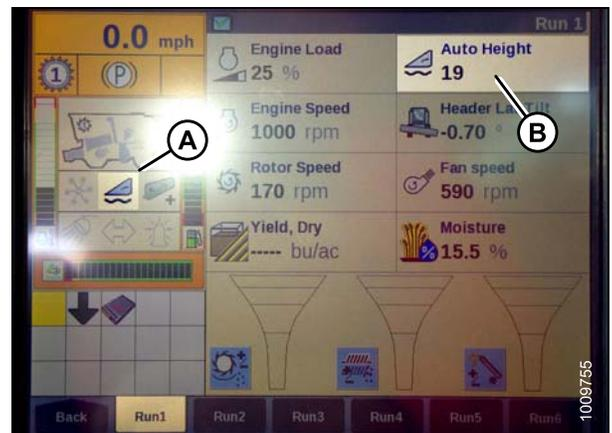 0.0 mph
Run 1
1
(P)
Engine Load
25 %
Auto Height
19
Engine Speed
1000 rpm
Header Lat Tilt
-0.70 °
A
B
Rotor Speed
170 rpm
Fan speed
590 rpm
Yield, Dry
----- bu/ac
Moisture
15.5 %
Back
Run1
Run2
Run3
Run4
Run5
Run6
1009755